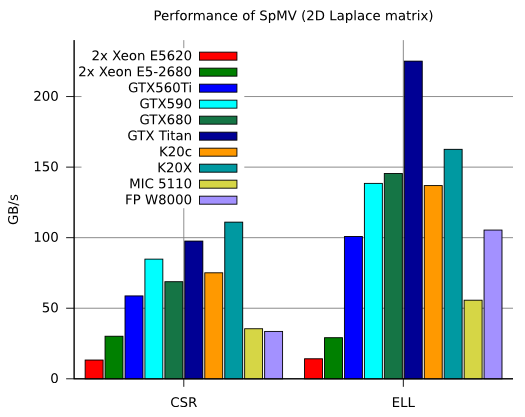 Performance of SpMV (2D Laplace matrix)
2x Xeon E5620
2x Xeon E5-2680
GTX560Ti
GTX590
GTX680
GTX Titan
K20c
K20X
MIC 5110
FP W8000
GB/s
200
150
100
50
0
CSR ELL